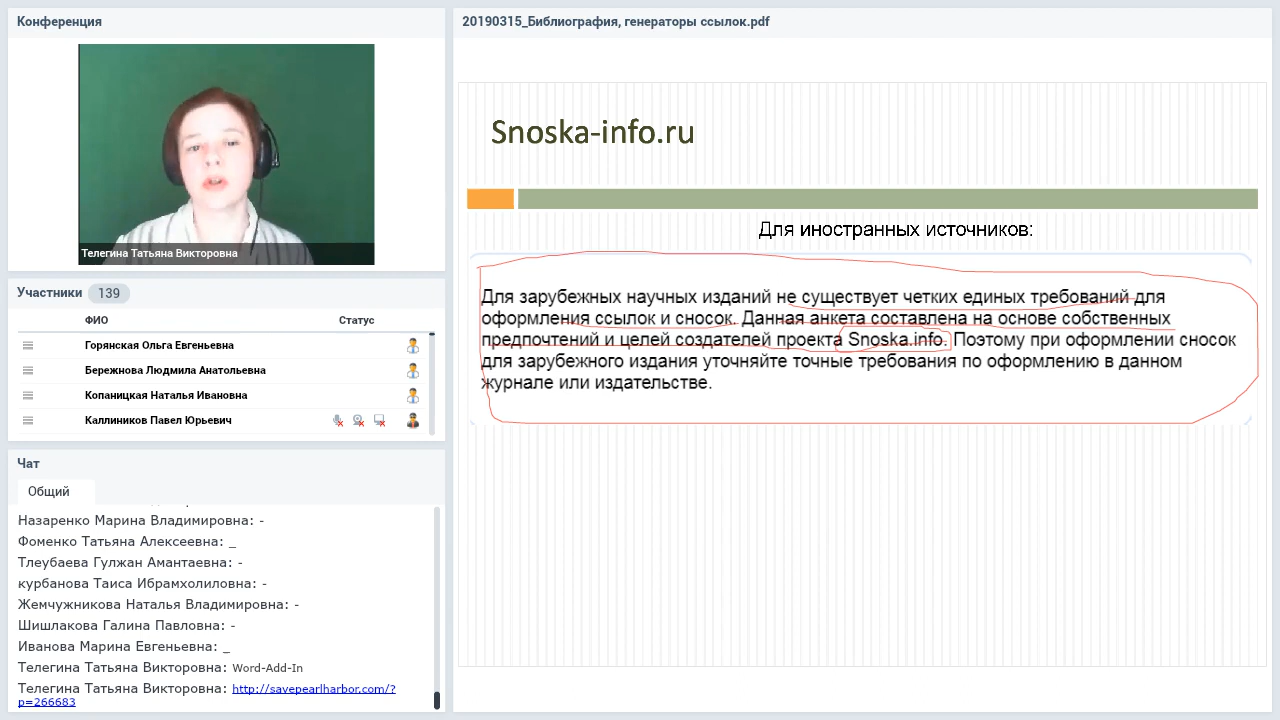 Конференция
Телегина Татьяна Викторовна
Участники 139
ФИО Статус
Горянская Ольга Евгеньевна
Бережнова Людмила Анатольевна
Копаницкая Наталья Ивановна
Каллиников Павел Юрьевич
Чат
Общий
Назаренко Марина Владимировна: -
Фоменко Татьяна Алексеевна: _
Тлеубаева Гулжан Амантаевна: -
курбанова Таиса Ибрамхолиловна: -
Жемчужникова Наталья Владимировна: -
Шишлакова Галина Павловна: -
Иванова Марина Евгеньевна: _
Телегина Татьяна Викторовна: Word-Add-In
Телегина Татьяна Викторовна: http://savepearlharbor.com/?
p=266683
20190315_Библиография, генераторы ссылок.pdf
Snoska-info.ru
Для иностранных источников:
Для зарубежных научных изданий не существует четких единых требований для
оформления ссылок и сносок. Данная анкета составлена на основе собственных
предпочтений и целей создателей проекта Snoska.info. Поэтому при оформлении сносок
для зарубежного издания уточняйте точные требования по оформлению в данном
журнале или издательстве.